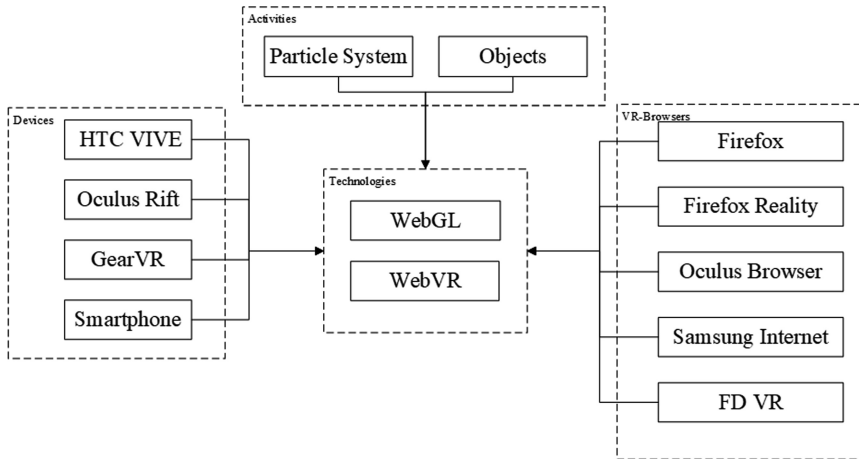 Activities
Particle System
Objects
Devices
HTC VIVE
Oculus Rift
GearVR
Smartphone
Technologies
WebGL
WebVR
VR-Browsers
Firefox
Firefox Reality
Oculus Browser
Samsung Internet
FD VR